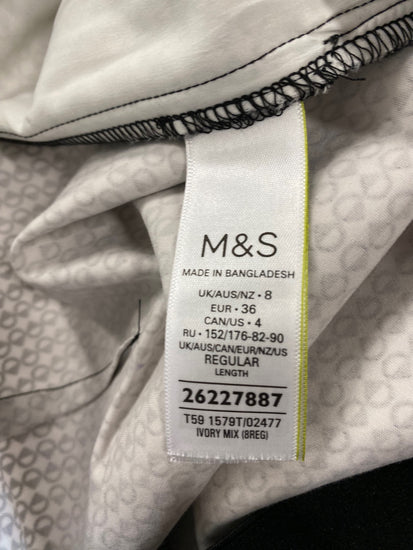 M&S
MADE IN BANGLADESH
UK/AUS/NZ • 8
EUR • 36
CAN/US • 4
RU • 152/176-82-90
UK/AUS/CAN/EUR/NZ/US
REGULAR
LENGTH
26227887
T59 1579T/02477
IVORY MIX (8REG)